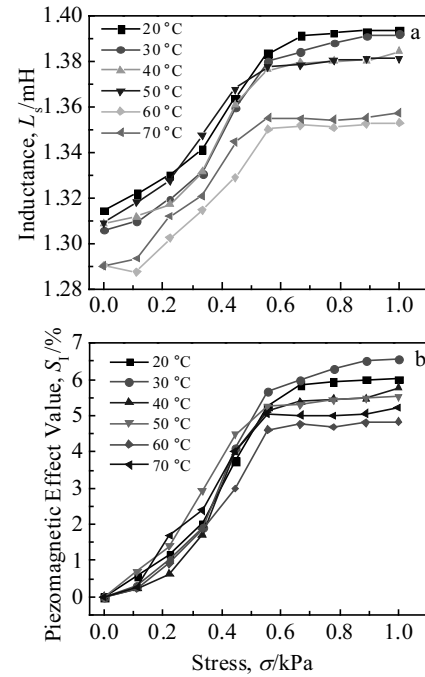 1.40
1.38
1.36
1.34
1.32
1.30
1.28
Inductance, Ls/mH
20 °C
30 °C
40 °C
50 °C
60 °C
70 °C
a
0.0 0.2 0.4 0.6 0.8 1.0
7
6
5
4
3
2
1
0
Piezomagnetic Effect Value, SI/%
20 °C
30 °C
40 °C
50 °C
60 °C
70 °C
b
0.0 0.2 0.4 0.6 0.8 1.0
Stress, σ/kPa